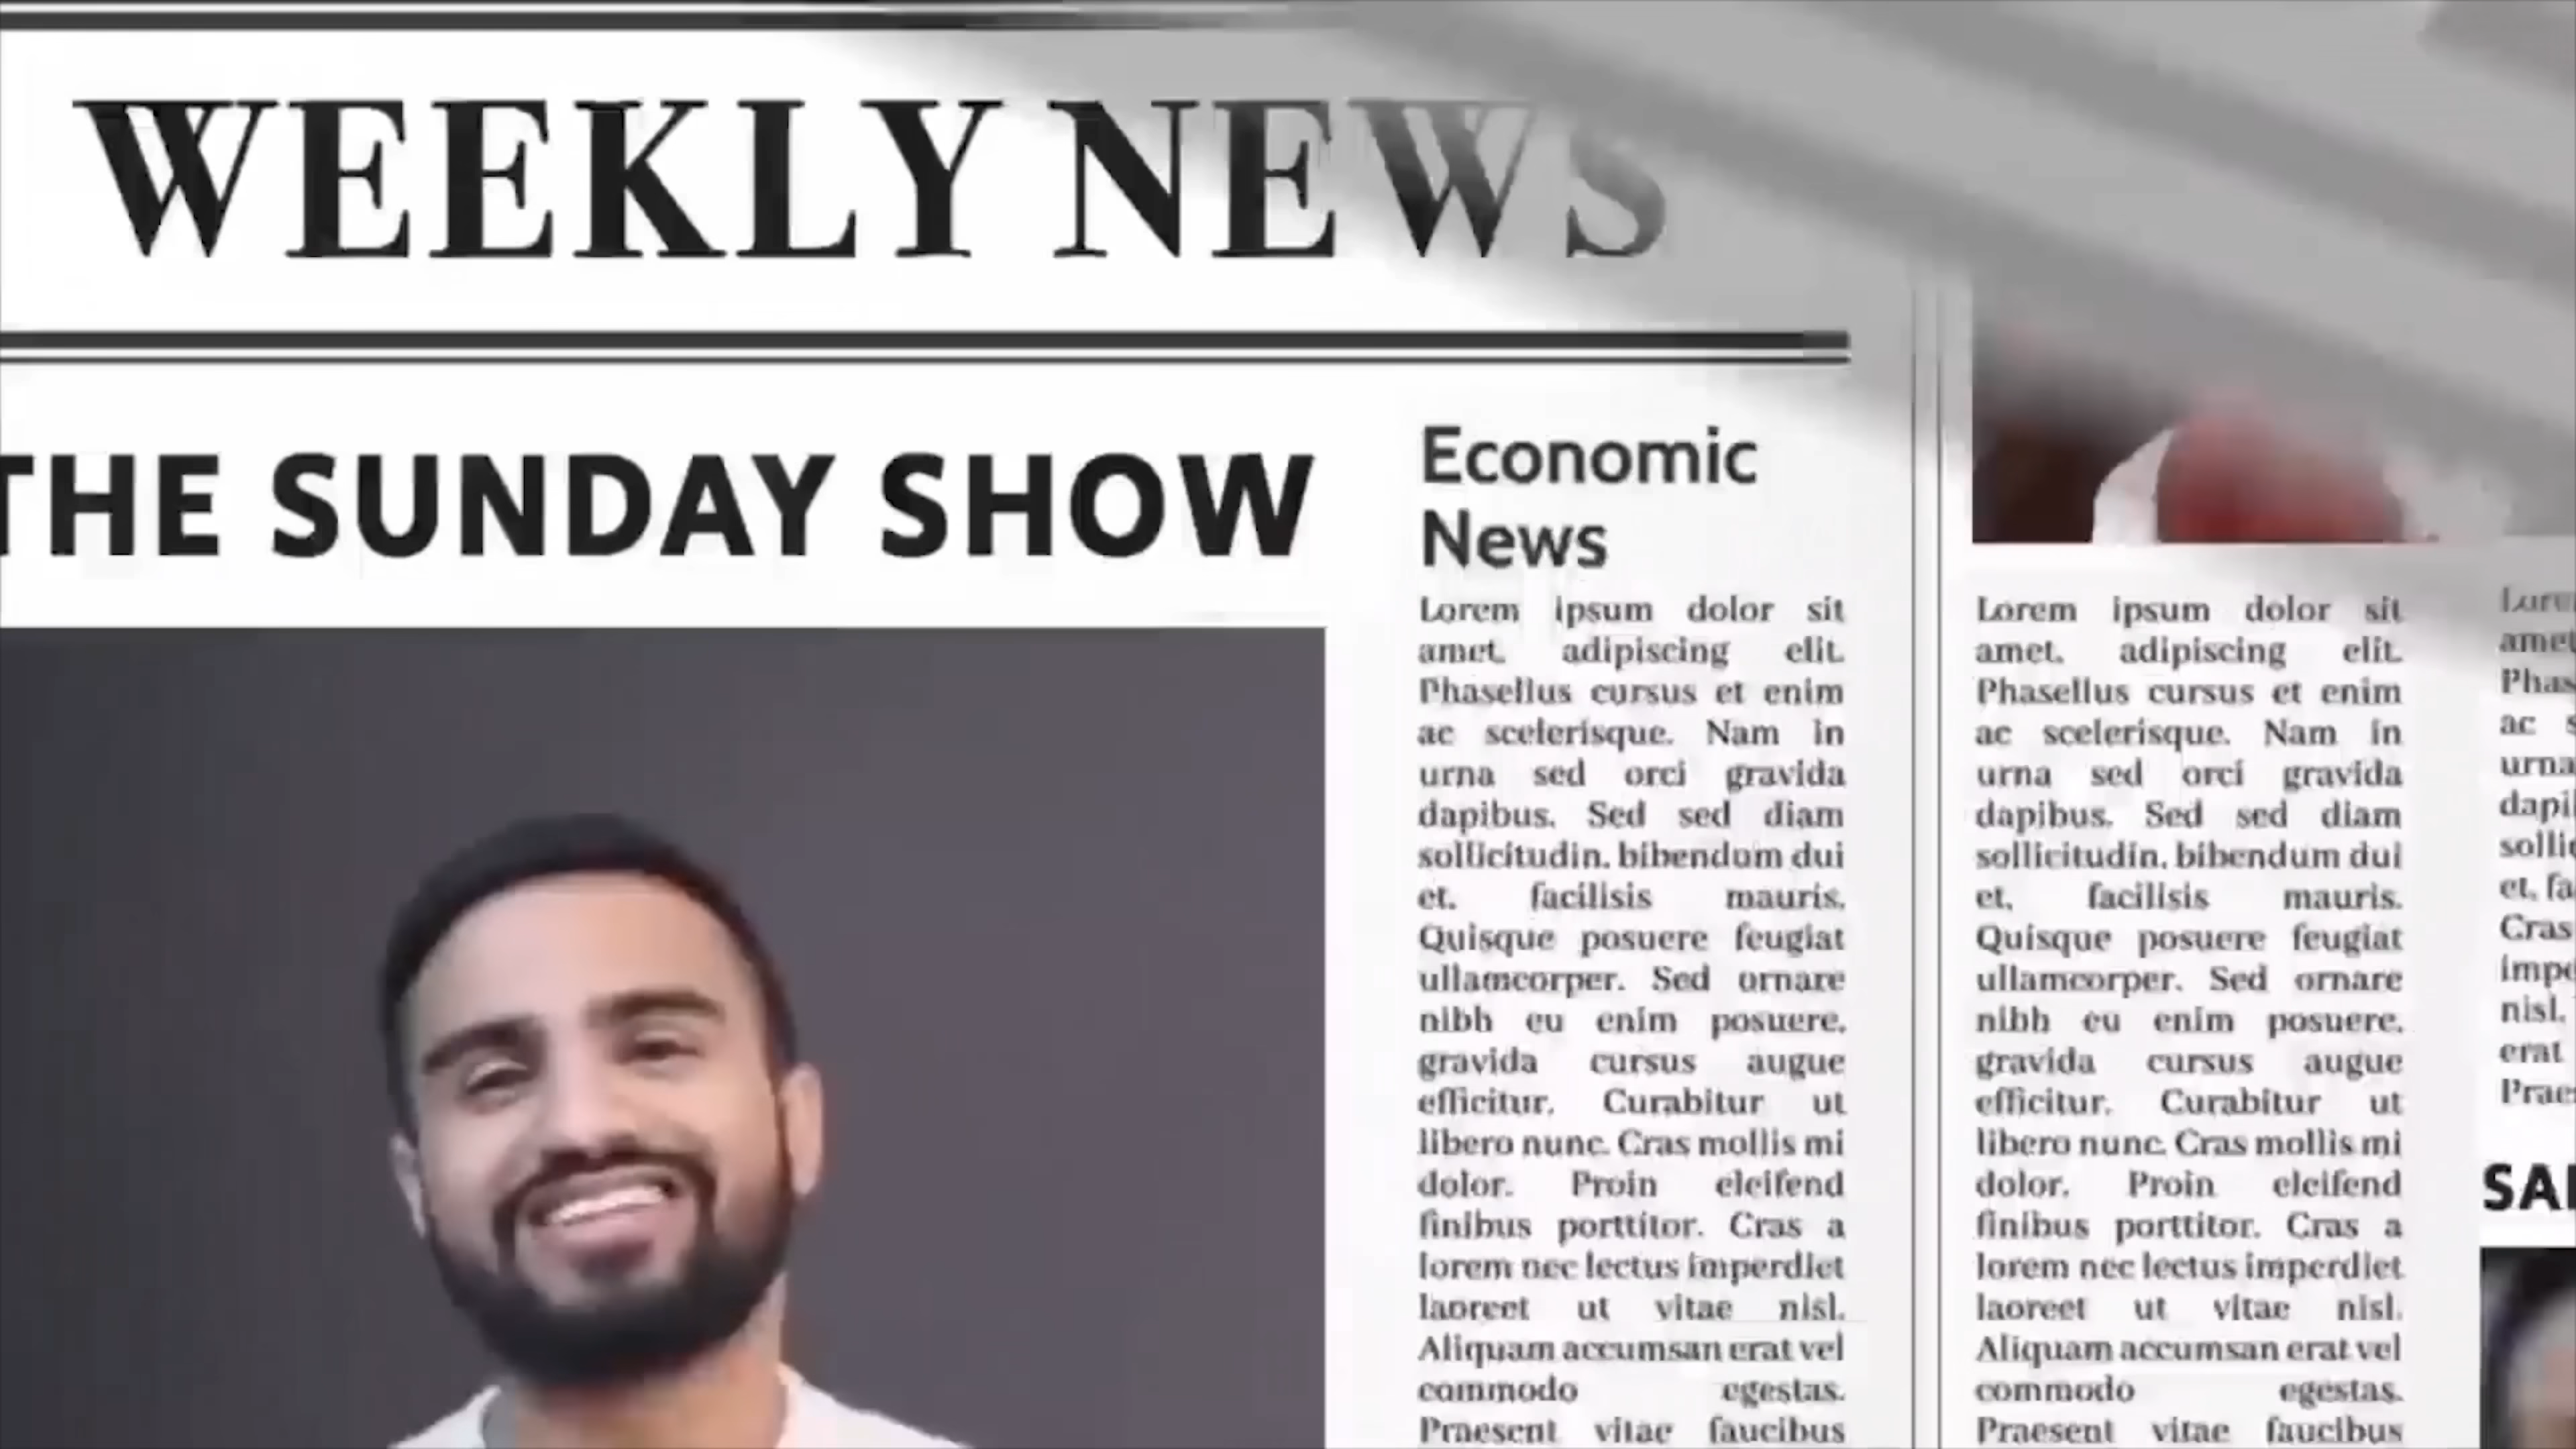 WEEKLY NEWS
THE SUNDAY SHOW
Economic
News
Lorem ipsum dolor sit
amet, adipiscing elit.
Phasellus cursus et enim
ac scelerisque. Nam in
urna sed orci gravida
dapibus. Sed sed diam
sollicitudin, bibendum dui
et, facilisis mauris.
Quisque posuere feugiat
ullamcorper. Sed ornare
nibh eu enim posuere,
gravida cursus augue
efficitur. Curabitur ut
libero nunc. Cras mollis mi
dolor. Proin eleifend
finibus porttitor. Cras a
lorem nec lectus imperdiet
laoreet ut vitae nisl.
Aliquam accumsan erat vel
commodo egestas.
Praesent vitae faucibus
Lorem ipsum dolor sit
amet, adipiscing elit.
Phasellus cursus et enim
ac scelerisque. Nam in
urna sed orci gravida
dapibus. Sed sed diam
sollicitudin, bibendum dui
et, facilisis mauris.
Quisque posuere feugiat
ullamcorper. Sed ornare
nibh eu enim posuere,
gravida cursus augue
efficitur. Curabitur ut
libero nunc. Cras mollis mi
dolor. Proin eleifend
finibus porttitor. Cras a
lorem nec lectus imperdiet
laoreet ut vitae nisl.
Aliquam accumsan erat vel
commodo egestas.
Praesent vitae faucibus
ac
urna
et, fa
Cras
nisl.
erat